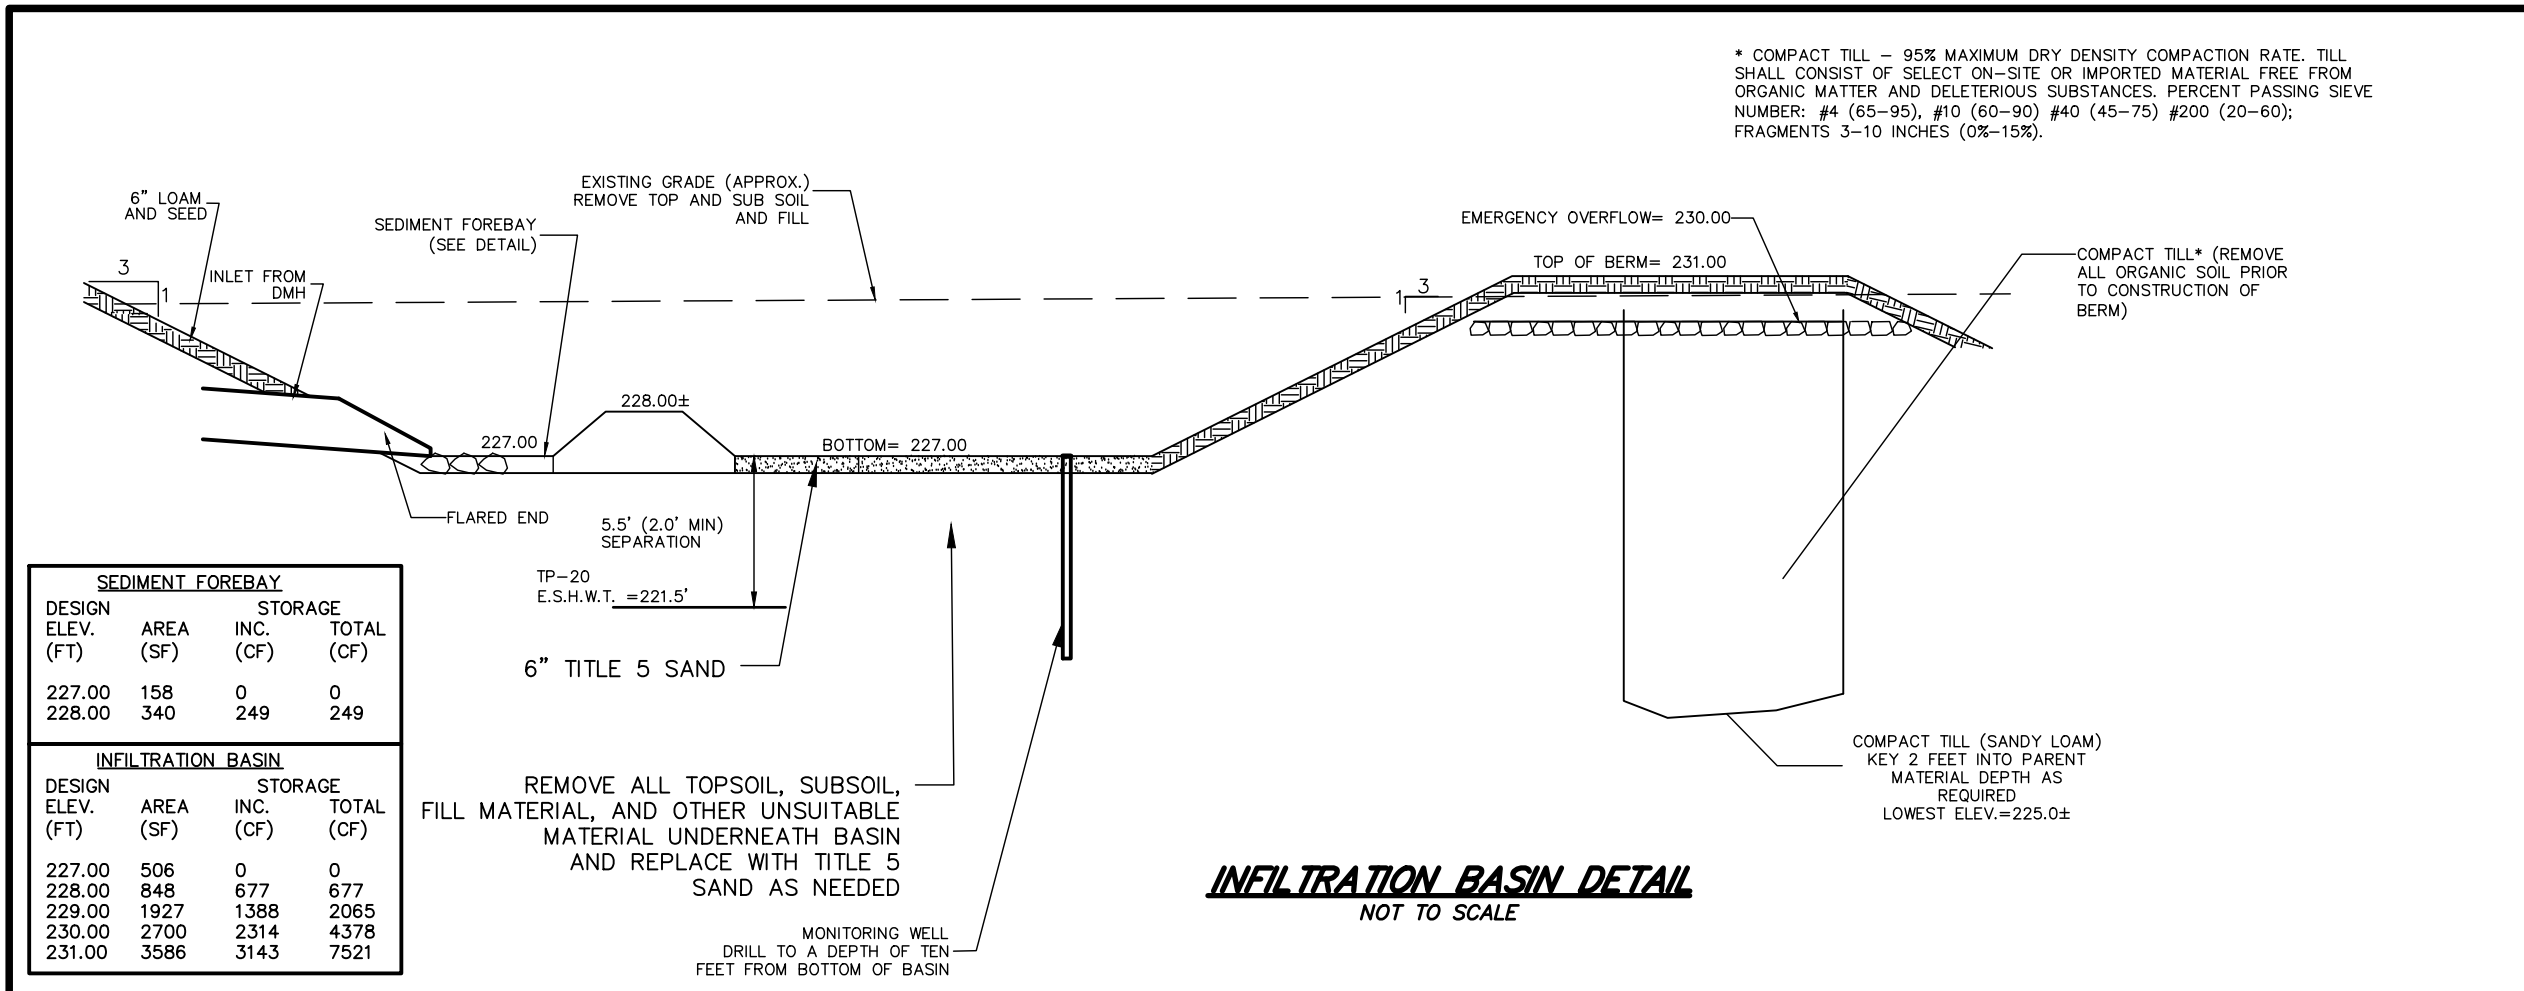 * COMPACT TILL – 95% MAXIMUM DRY DENSITY COMPACTION RATE. TILL
SHALL CONSIST OF SELECT ON–SITE OR IMPORTED MATERIAL FREE FROM
ORGANIC MATTER AND DELETERIOUS SUBSTANCES. PERCENT PASSING SIEVE
NUMBER: #4 (65–95), #10 (60–90) #40 (45–75) #200 (20–60);
FRAGMENTS 3–10 INCHES (0%–15%).
6” LOAM
AND SEED
EXISTING GRADE (APPROX.)
REMOVE TOP AND SUB SOIL
AND FILL
SEDIMENT FOREBAY
(SEE DETAIL)
EMERGENCY OVERFLOW= 230.00
TOP OF BERM= 231.00
COMPACT TILL* (REMOVE
ALL ORGANIC SOIL PRIOR
TO CONSTRUCTION OF
BERM)
3
1
INLET FROM
DMH
1
3
228.00±
227.00
BOTTOM= 227.00
FLARED END
5.5’ (2.0’ MIN)
SEPARATION
TP–20
E.S.H.W.T. =221.5’
6” TITLE 5 SAND
SEDIMENT FOREBAY
DESIGN STORAGE
ELEV. AREA INC. TOTAL
(FT) (SF) (CF) (CF)
227.00 158 0 0
228.00 340 249 249
INFILTRATION BASIN
DESIGN STORAGE
ELEV. AREA INC. TOTAL
(FT) (SF) (CF) (CF)
227.00 506 0 0
228.00 848 677 677
229.00 1927 1388 2065
230.00 2700 2314 4378
231.00 3586 3143 7521
REMOVE ALL TOPSOIL, SUBSOIL,
FILL MATERIAL, AND OTHER UNSUITABLE
MATERIAL UNDERNEATH BASIN
AND REPLACE WITH TITLE 5
SAND AS NEEDED
MONITORING WELL
DRILL TO A DEPTH OF TEN
FEET FROM BOTTOM OF BASIN
COMPACT TILL (SANDY LOAM)
KEY 2 FEET INTO PARENT
MATERIAL DEPTH AS
REQUIRED
LOWEST ELEV.=225.0±
INFILTRATION BASIN DETAIL
NOT TO SCALE